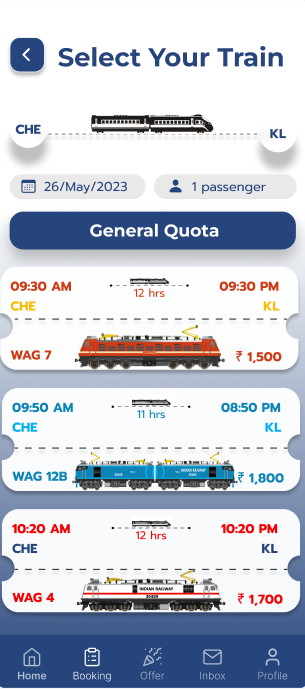 Select Your Train
CHE
KL
26/May/2023
1 passenger
General Quota
09:30 AM
09:30 PM
12 hrs
CHE
KL
WAG 7
₹ 1,500
09:50 AM
08:50 PM
11 hrs
CHE
KL
WAG 12B
INDIAN RAILWAY
₹ 1,800
10:20 AM
10:20 PM
12 hrs
CHE
KL
WAG 4
INDIAN RAILWAY
₹ 1,700
Home
Booking
Offer
Inbox
Profile